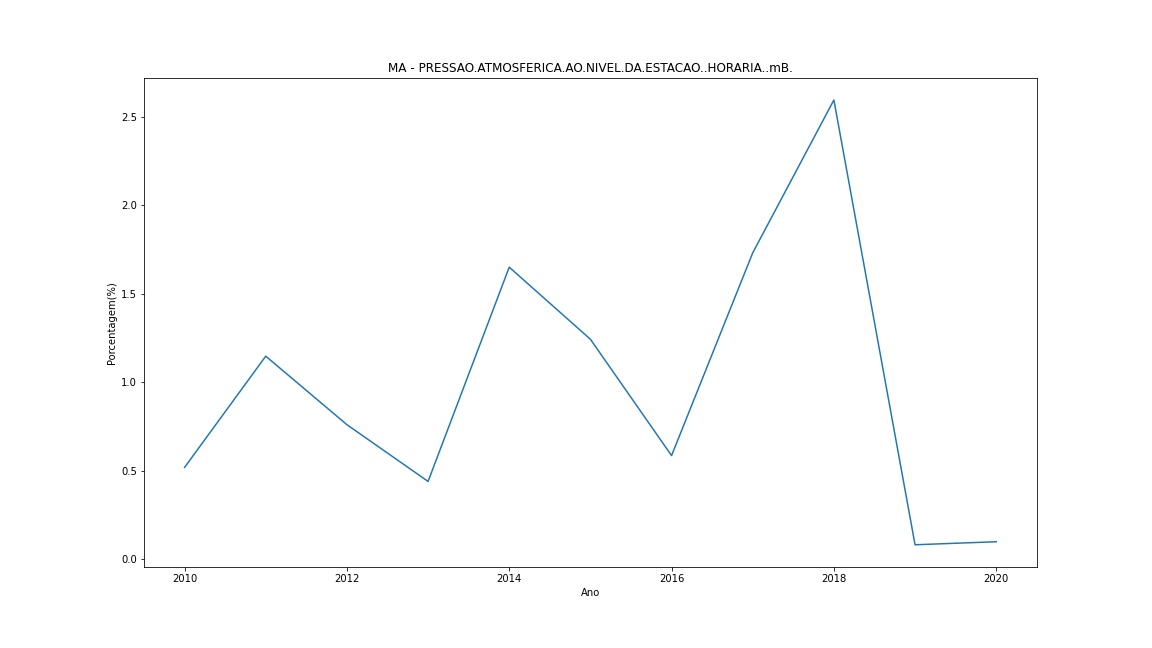 MA - PRESSAO.ATMOSFERICA.AO.NIVEL.DA.ESTACAO..HORARIA..mB.
Porcentagem(%)
2.5
2.0
1.5
1.0
0.5
0.0
2010 2012 2014 2016 2018 2020
Ano